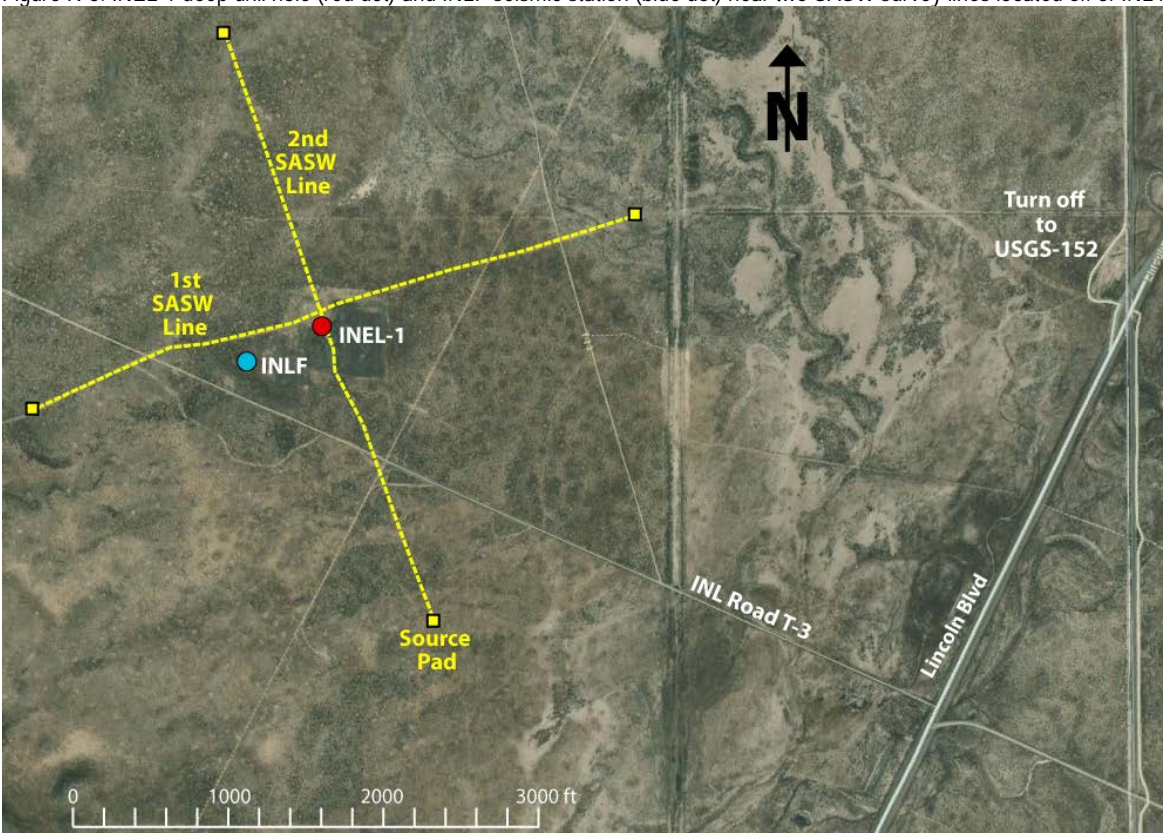 N
2nd
SASW
Line
Turn off
to
USGS-152
1st
SASW
Line
INEL-1
INLF
INL Road T-3
Lincoln Blvd
Source
Pad
0 1000 2000 3000 ft